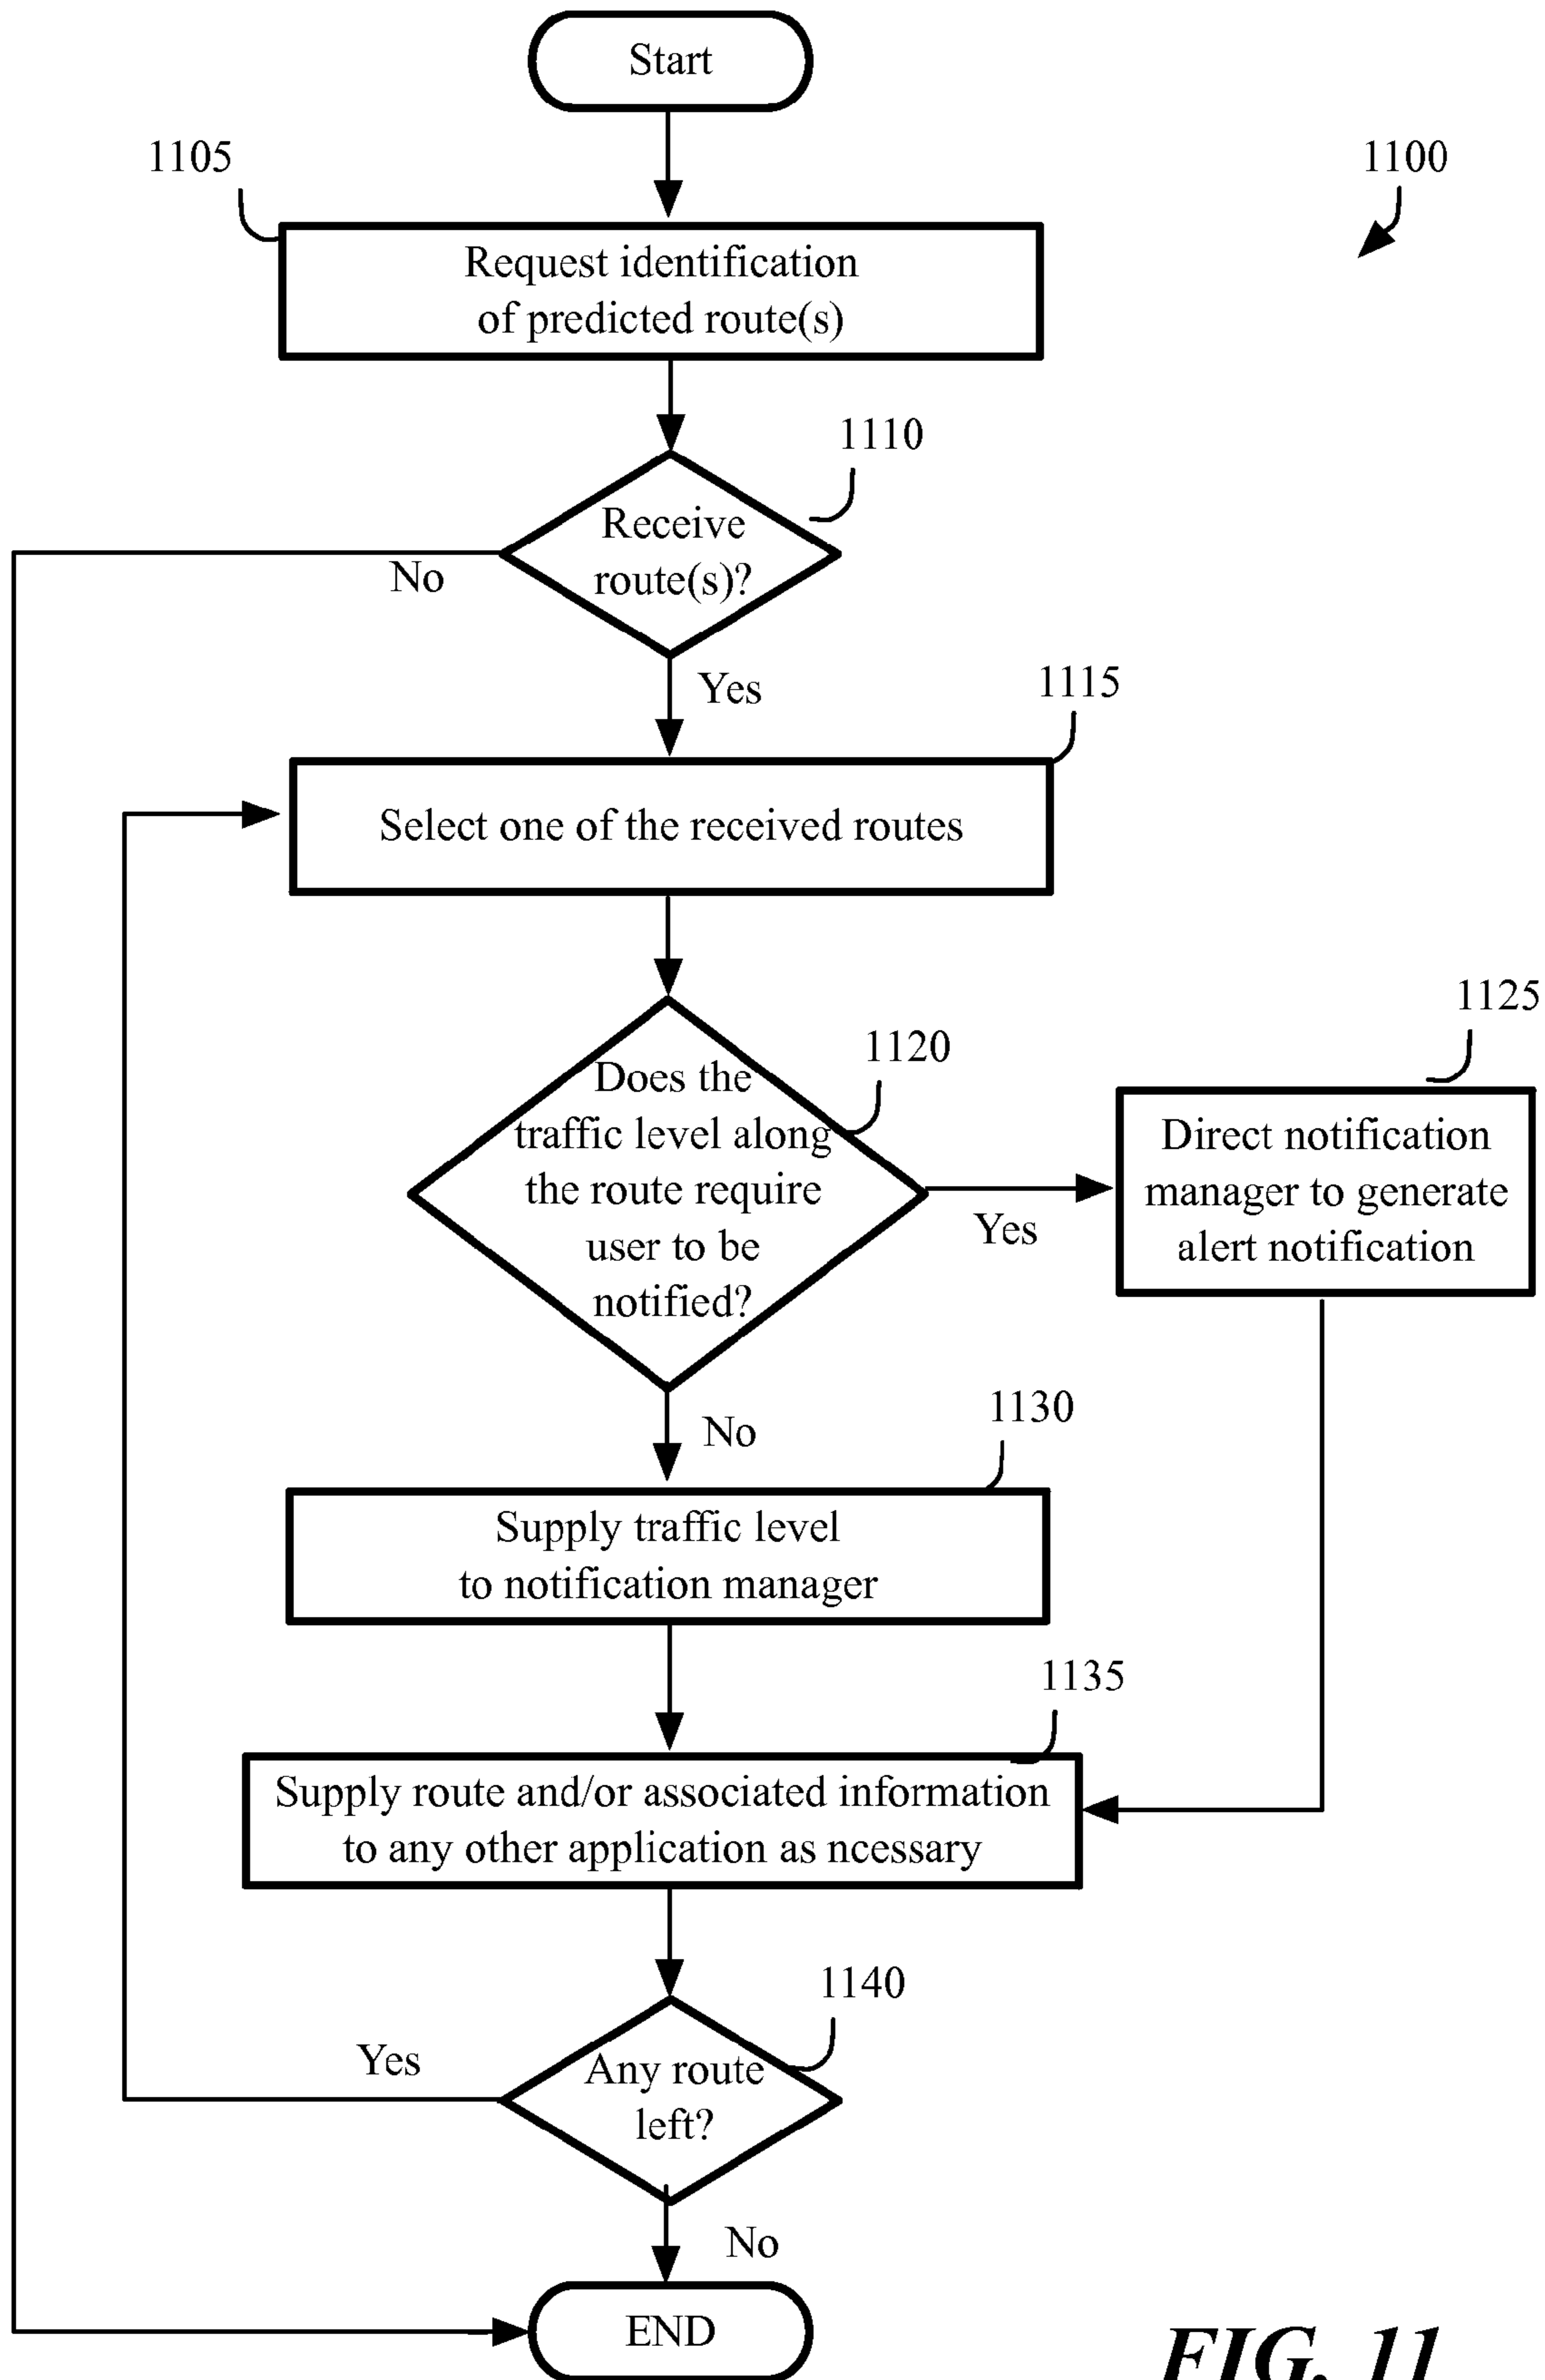 Start
1105
1100
Request identification
of predicted route(s)
1110
Receive
route(s)?
No
Yes
1115
Select one of the received routes
1125
1120
Does the
traffic level along
the route require
user to be
notified?
Yes
Direct notification
manager to generate
alert notification
1130
No
Supply traffic level
to notification manager
1135
Supply route and/or associated information
to any other application as ncessary
1140
Yes
Any route
left?
No
END
FIG. 11